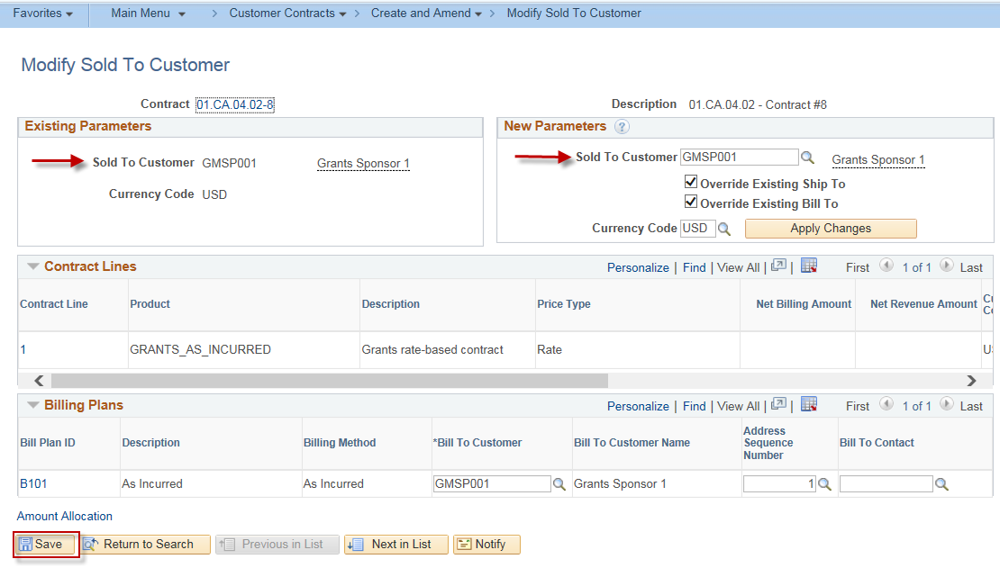 Favorites Main Menu > Customer Contracts > Create and Amend > Modify Sold To Customer
Modify Sold To Customer
Contract 01.CA.04.02-8 Description 01.CA.04.02 - Contract #8
Existing Parameters
Sold To Customer GMSP001 Grants Sponsor 1
Currency Code USD
New Parameters ?
Sold To Customer GMSP001 Grants Sponsor 1
Override Existing Ship To
Override Existing Bill To
Currency Code USD Apply Changes
Contract Lines Personalize | Find | View All | | First 1 of 1 Last
Contract Line Product Description Price Type Net Billing Amount Net Revenue Amount
1 GRANTS_AS_INCURRED Grants rate-based contract Rate
Billing Plans Personalize | Find | View All | | First 1 of 1 Last
Bill Plan ID Description Billing Method *Bill To Customer Bill To Customer Name Address Sequence Number Bill To Contact
B101 As Incurred As Incurred GMSP001 Grants Sponsor 1 1
Amount Allocation
Save Return to Search Previous in List Next in List Notify